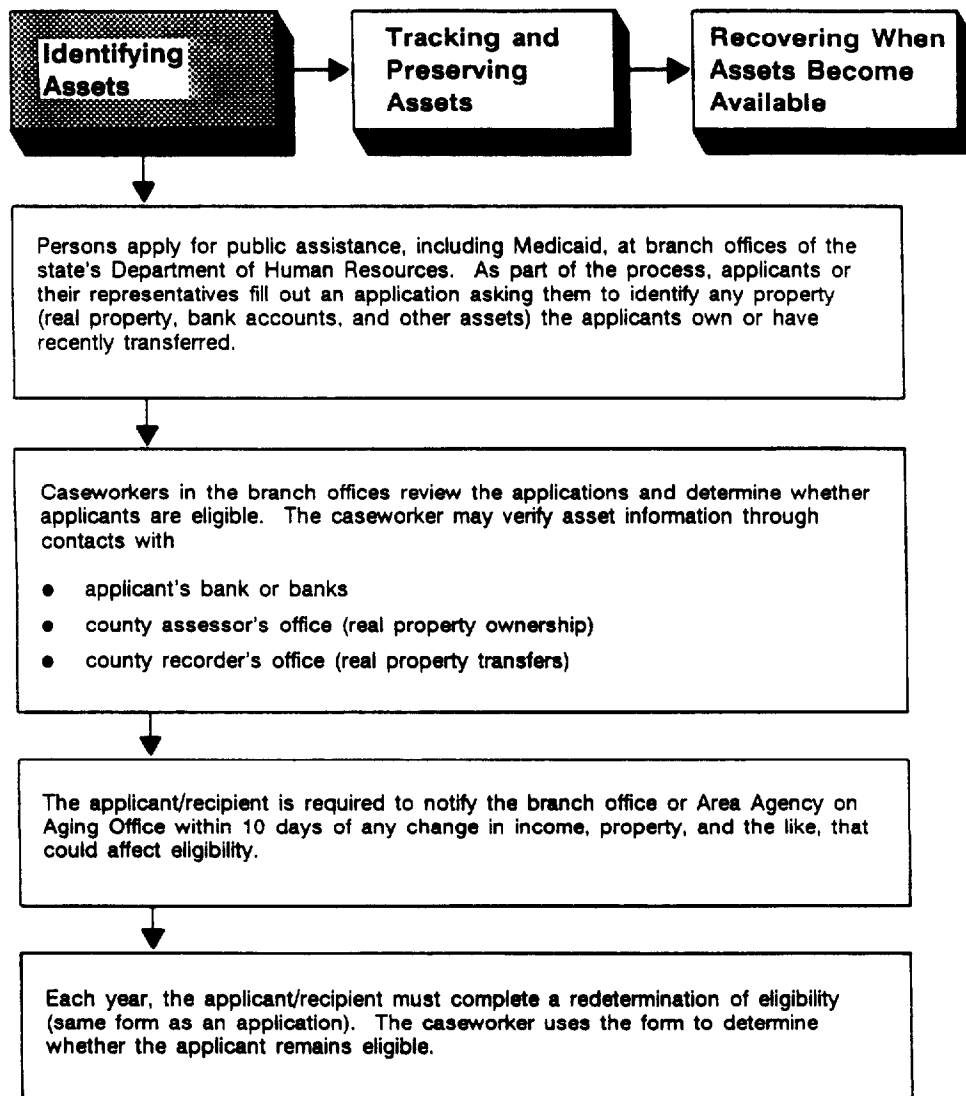 Identifying
Assets
Tracking and
Preserving
Assets
Recovering When
Assets Become
Available
Persons apply for public assistance, including Medicaid, at branch offices of the
state's Department of Human Resources. As part of the process, applicants or
their representatives fill out an application asking them to identify any property
(real property, bank accounts, and other assets) the applicants own or have
recently transferred.
Caseworkers in the branch offices review the applications and determine whether
applicants are eligible. The caseworker may verify asset information through
contacts with
● applicant's bank or banks
● county assessor's office (real property ownership)
● county recorder's office (real property transfers)
The applicant/recipient is required to notify the branch office or Area Agency on
Aging Office within 10 days of any change in income, property, and the like, that
could affect eligibility.
Each year, the applicant/recipient must complete a redetermination of eligibility
(same form as an application). The caseworker uses the form to determine
whether the applicant remains eligible.